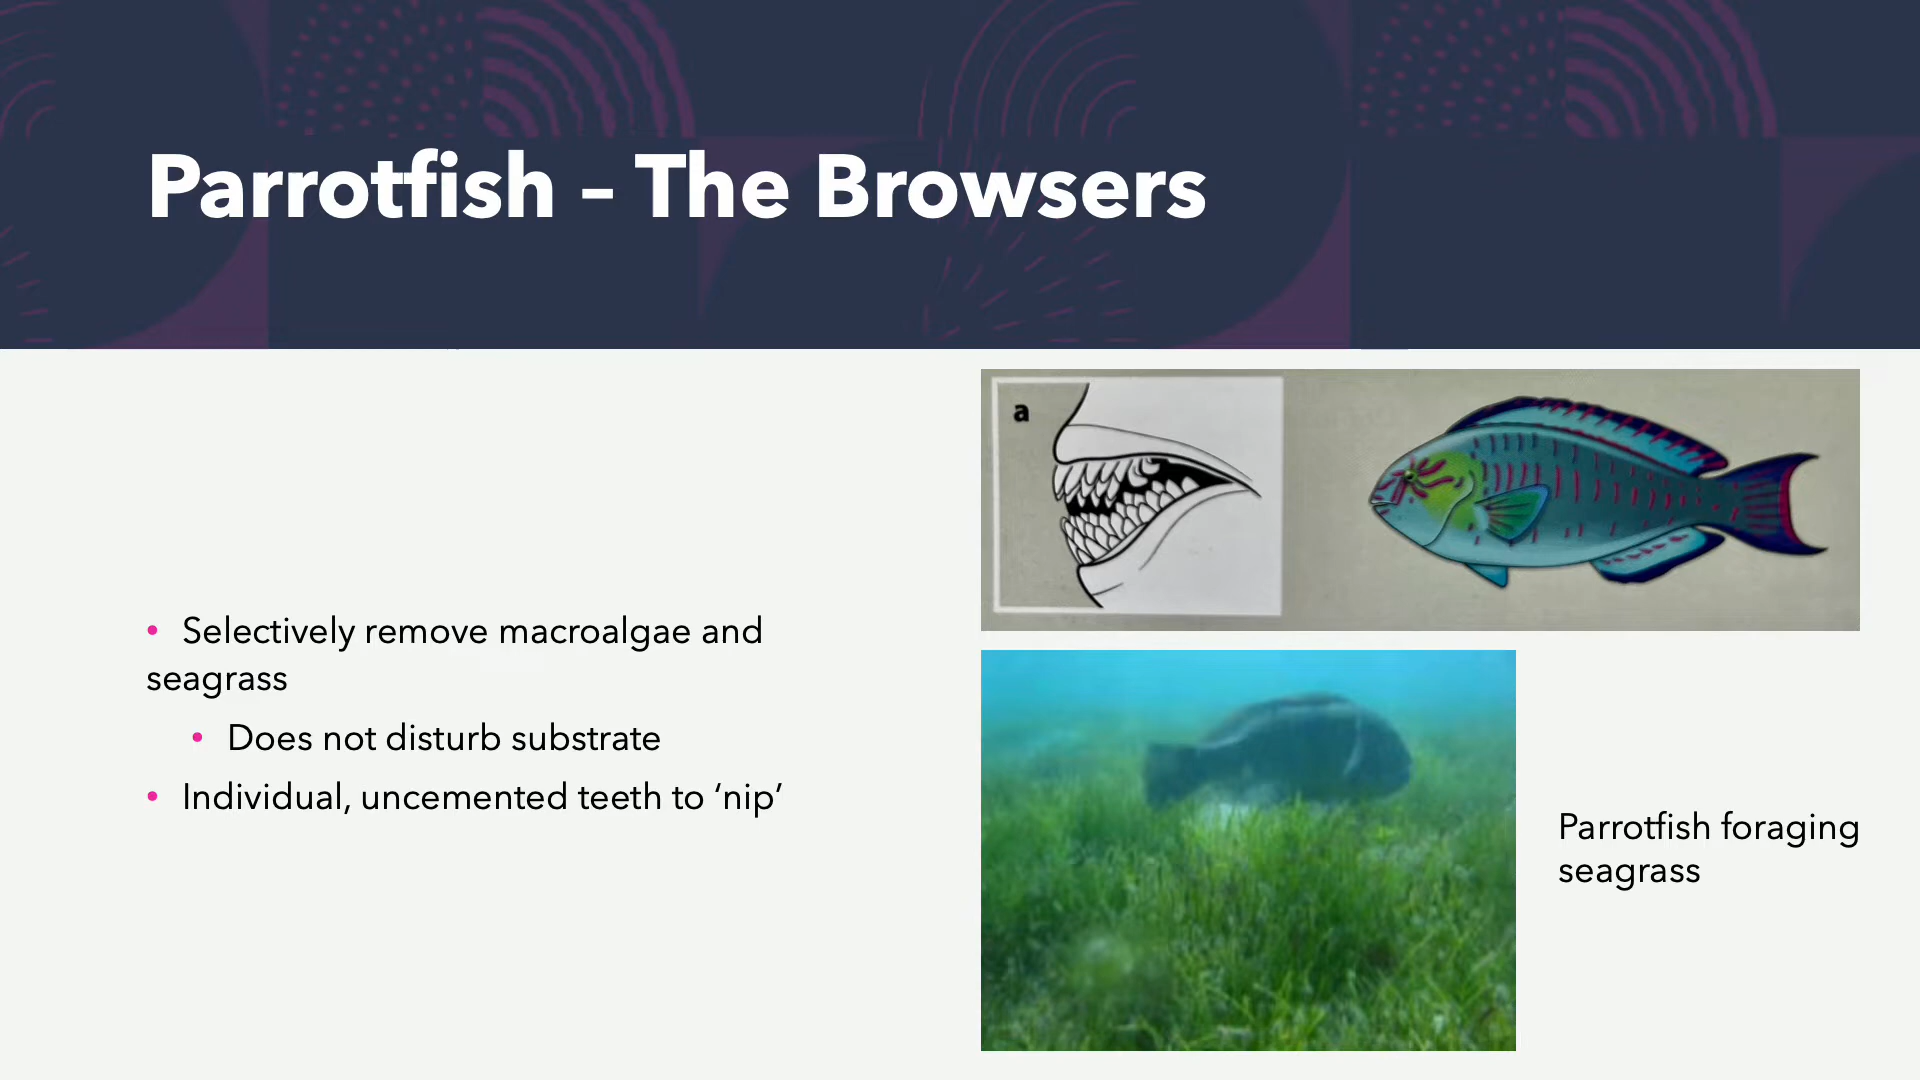 Parrotfish – The Browsers
• Selectively remove macroalgae and
seagrass
• Does not disturb substrate
• Individual, uncemented teeth to ‘nip’
a
Parrotfish foraging
seagrass